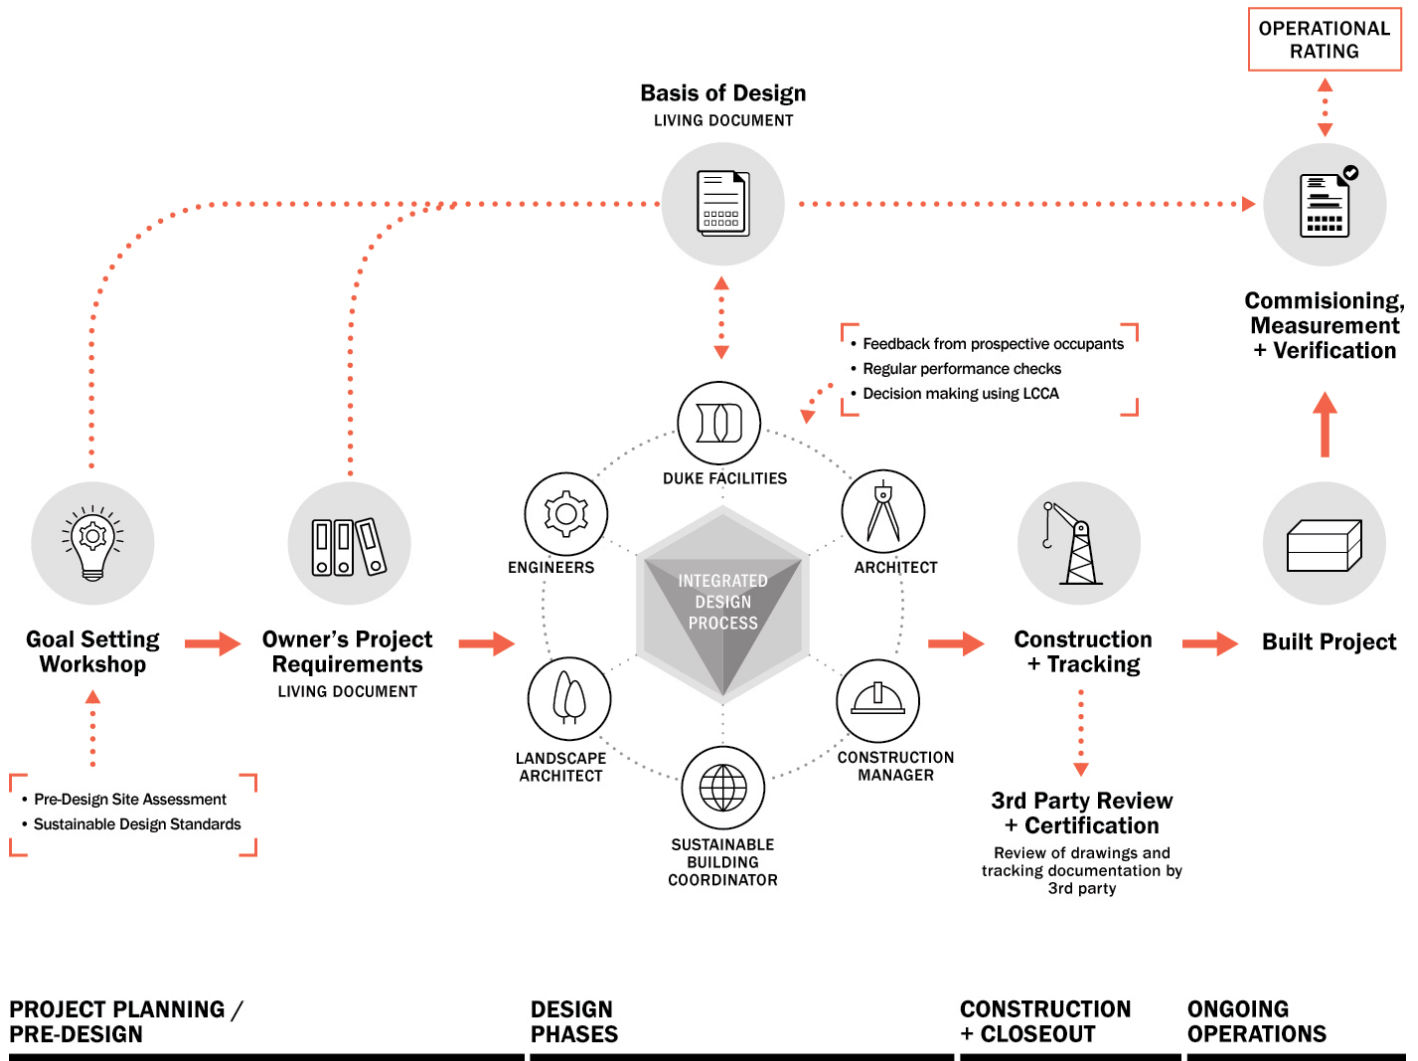 OPERATIONAL
RATING
Basis of Design
LIVING DOCUMENT
Commisioning,
Measurement
+ Verification
• Feedback from prospective occupants
• Regular performance checks
• Decision making using LCCA
DUKE FACILITIES
ENGINEERS
ARCHITECT
INTEGRATED
DESIGN
PROCESS
LANDSCAPE
ARCHITECT
CONSTRUCTION
MANAGER
SUSTAINABLE
BUILDING
COORDINATOR
Goal Setting
Workshop
Owner's Project
Requirements
LIVING DOCUMENT
Construction
+ Tracking
Built Project
• Pre-Design Site Assessment
• Sustainable Design Standards
3rd Party Review
+ Certification
Review of drawings and
tracking documentation by
3rd party
PROJECT PLANNING /
PRE-DESIGN
DESIGN
PHASES
CONSTRUCTION
+ CLOSEOUT
ONGOING
OPERATIONS